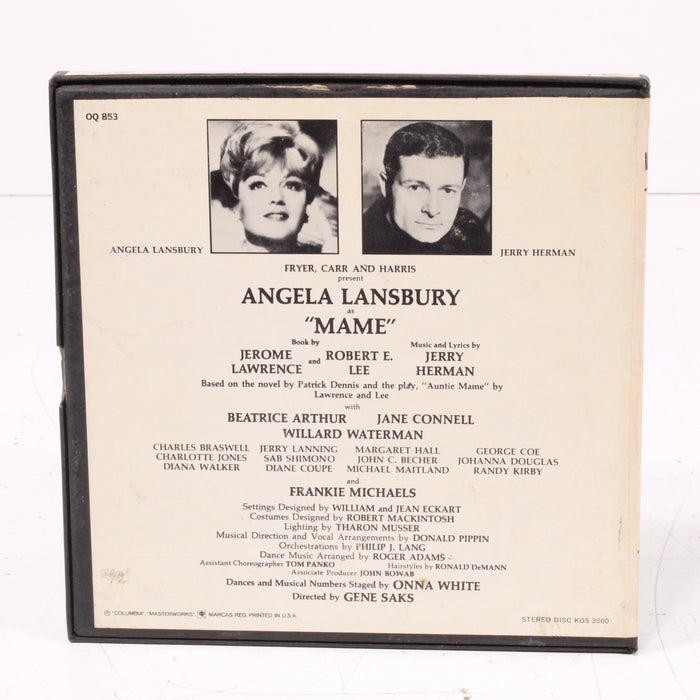 OQ 853
ANGELA LANSBURY
JERRY HERMAN
FRYER, CARR AND HARRIS
present
ANGELA LANSBURY
as
"MAME"
Book by
JEROME LAWRENCE and ROBERT E. LEE
Music and Lyrics by
JERRY HERMAN
Based on the novel by Patrick Dennis and the play, "Auntie Mame" by
Lawrence and Lee
with
BEATRICE ARTHUR JANE CONNELL
WILLARD WATERMAN
CHARLES BRASWELL JERRY LANNING MARGARET HALL GEORGE COE
CHARLOTTE JONES SAB SHIMONO JOHN C. BECHER JOHANNA DOUGLAS
DIANA WALKER DIANE COUPE MICHAEL MAITLAND RANDY KIRBY
and
FRANKIE MICHAELS
Settings Designed by WILLIAM and JEAN ECKART
Costumes Designed by ROBERT MACKINTOSH
Lighting by THARON MUSSER
Musical Direction and Vocal Arrangements by DONALD PIPPIN
Orchestrations by PHILIP J. LANG
Dance Music Arranged by ROGER ADAMS
Assistant Choreographer TOM PANKO Hairstyles by RONALD DeMANN
Associate Producer JOHN BOWAB
Dances and Musical Numbers Staged by ONNA WHITE
Directed by GENE SAKS
℗ "COLUMBIA", "MASTERWORKS", MARCAS REG. PRINTED IN U.S.A.
STEREO DISC KOS 3000